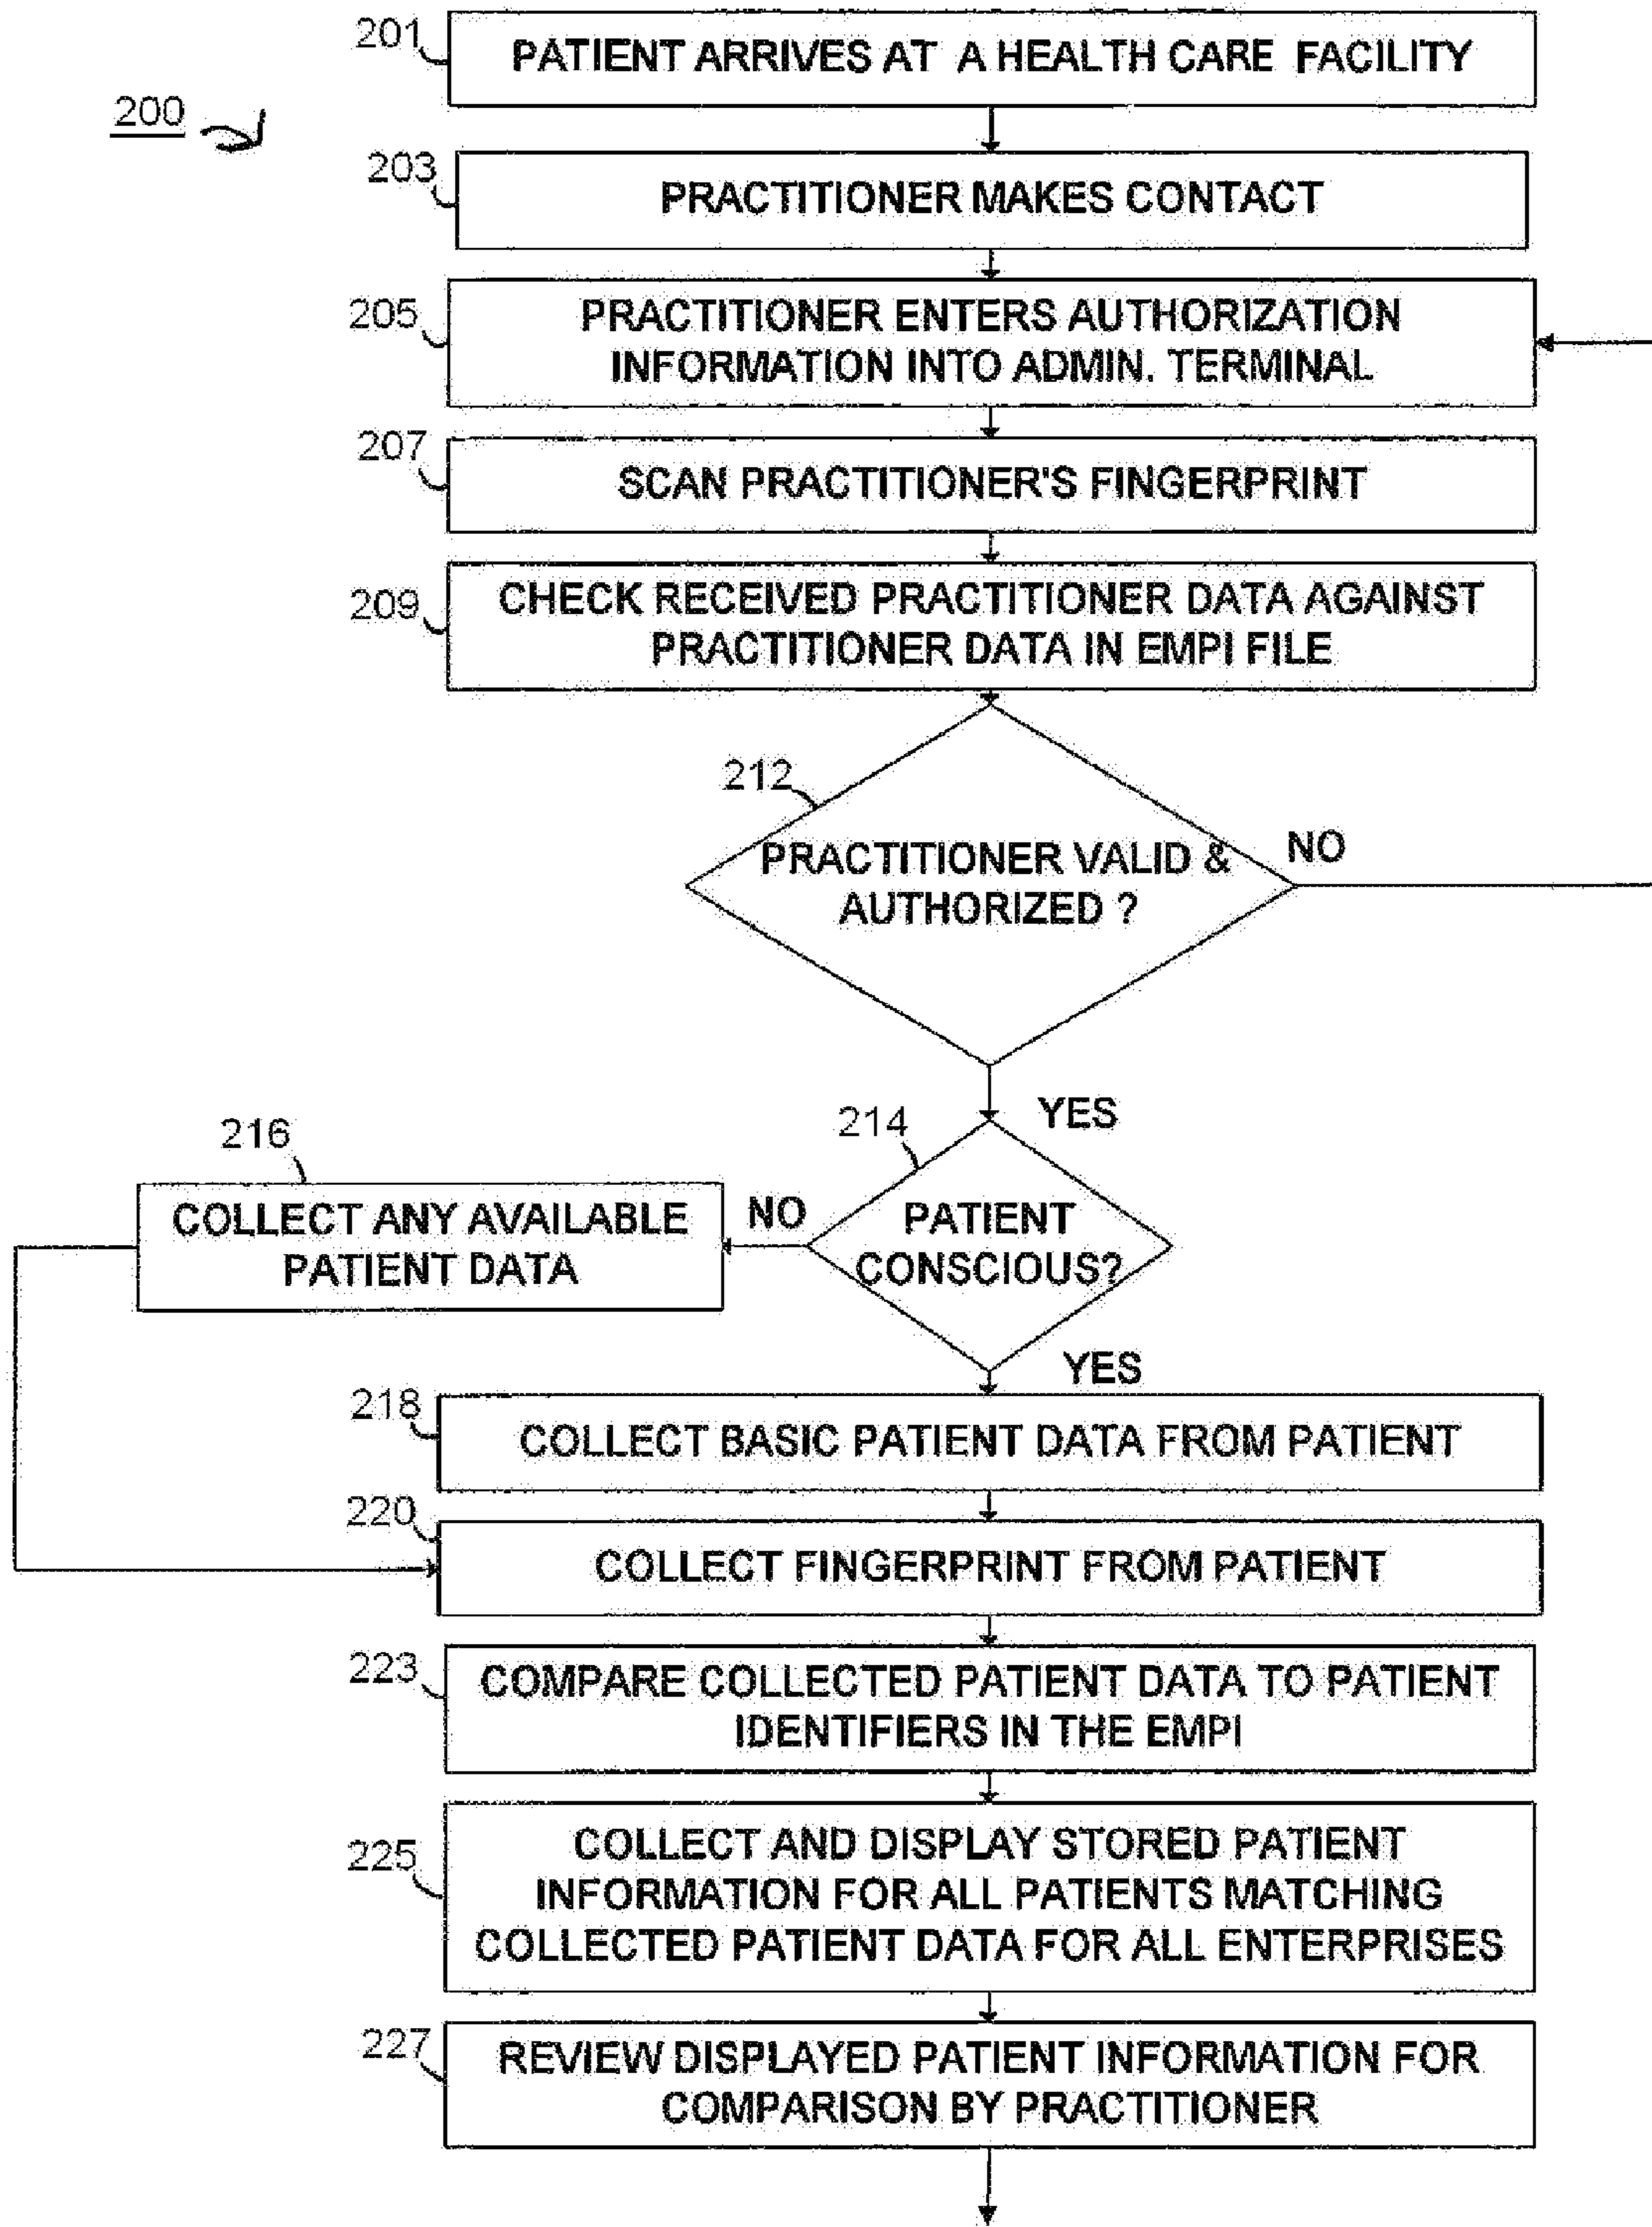 201
PATIENT ARRIVES AT A HEALTH CARE FACILITY
200
203
PRACTITIONER MAKES CONTACT
205
PRACTITIONER ENTERS AUTHORIZATION
INFORMATION INTO ADMIN. TERMINAL
207
SCAN PRACTITIONER'S FINGERPRINT
209
CHECK RECEIVED PRACTITIONER DATA AGAINST
PRACTITIONER DATA IN EMPI FILE
212
PRACTITIONER VALID &
AUTHORIZED ?
NO
YES
214
PATIENT
CONSCIOUS?
NO
216
COLLECT ANY AVAILABLE
PATIENT DATA
YES
218
COLLECT BASIC PATIENT DATA FROM PATIENT
220
COLLECT FINGERPRINT FROM PATIENT
223
COMPARE COLLECTED PATIENT DATA TO PATIENT
IDENTIFIERS IN THE EMPI
225
COLLECT AND DISPLAY STORED PATIENT
INFORMATION FOR ALL PATIENTS MATCHING
COLLECTED PATIENT DATA FOR ALL ENTERPRISES
227
REVIEW DISPLAYED PATIENT INFORMATION FOR
COMPARISON BY PRACTITIONER